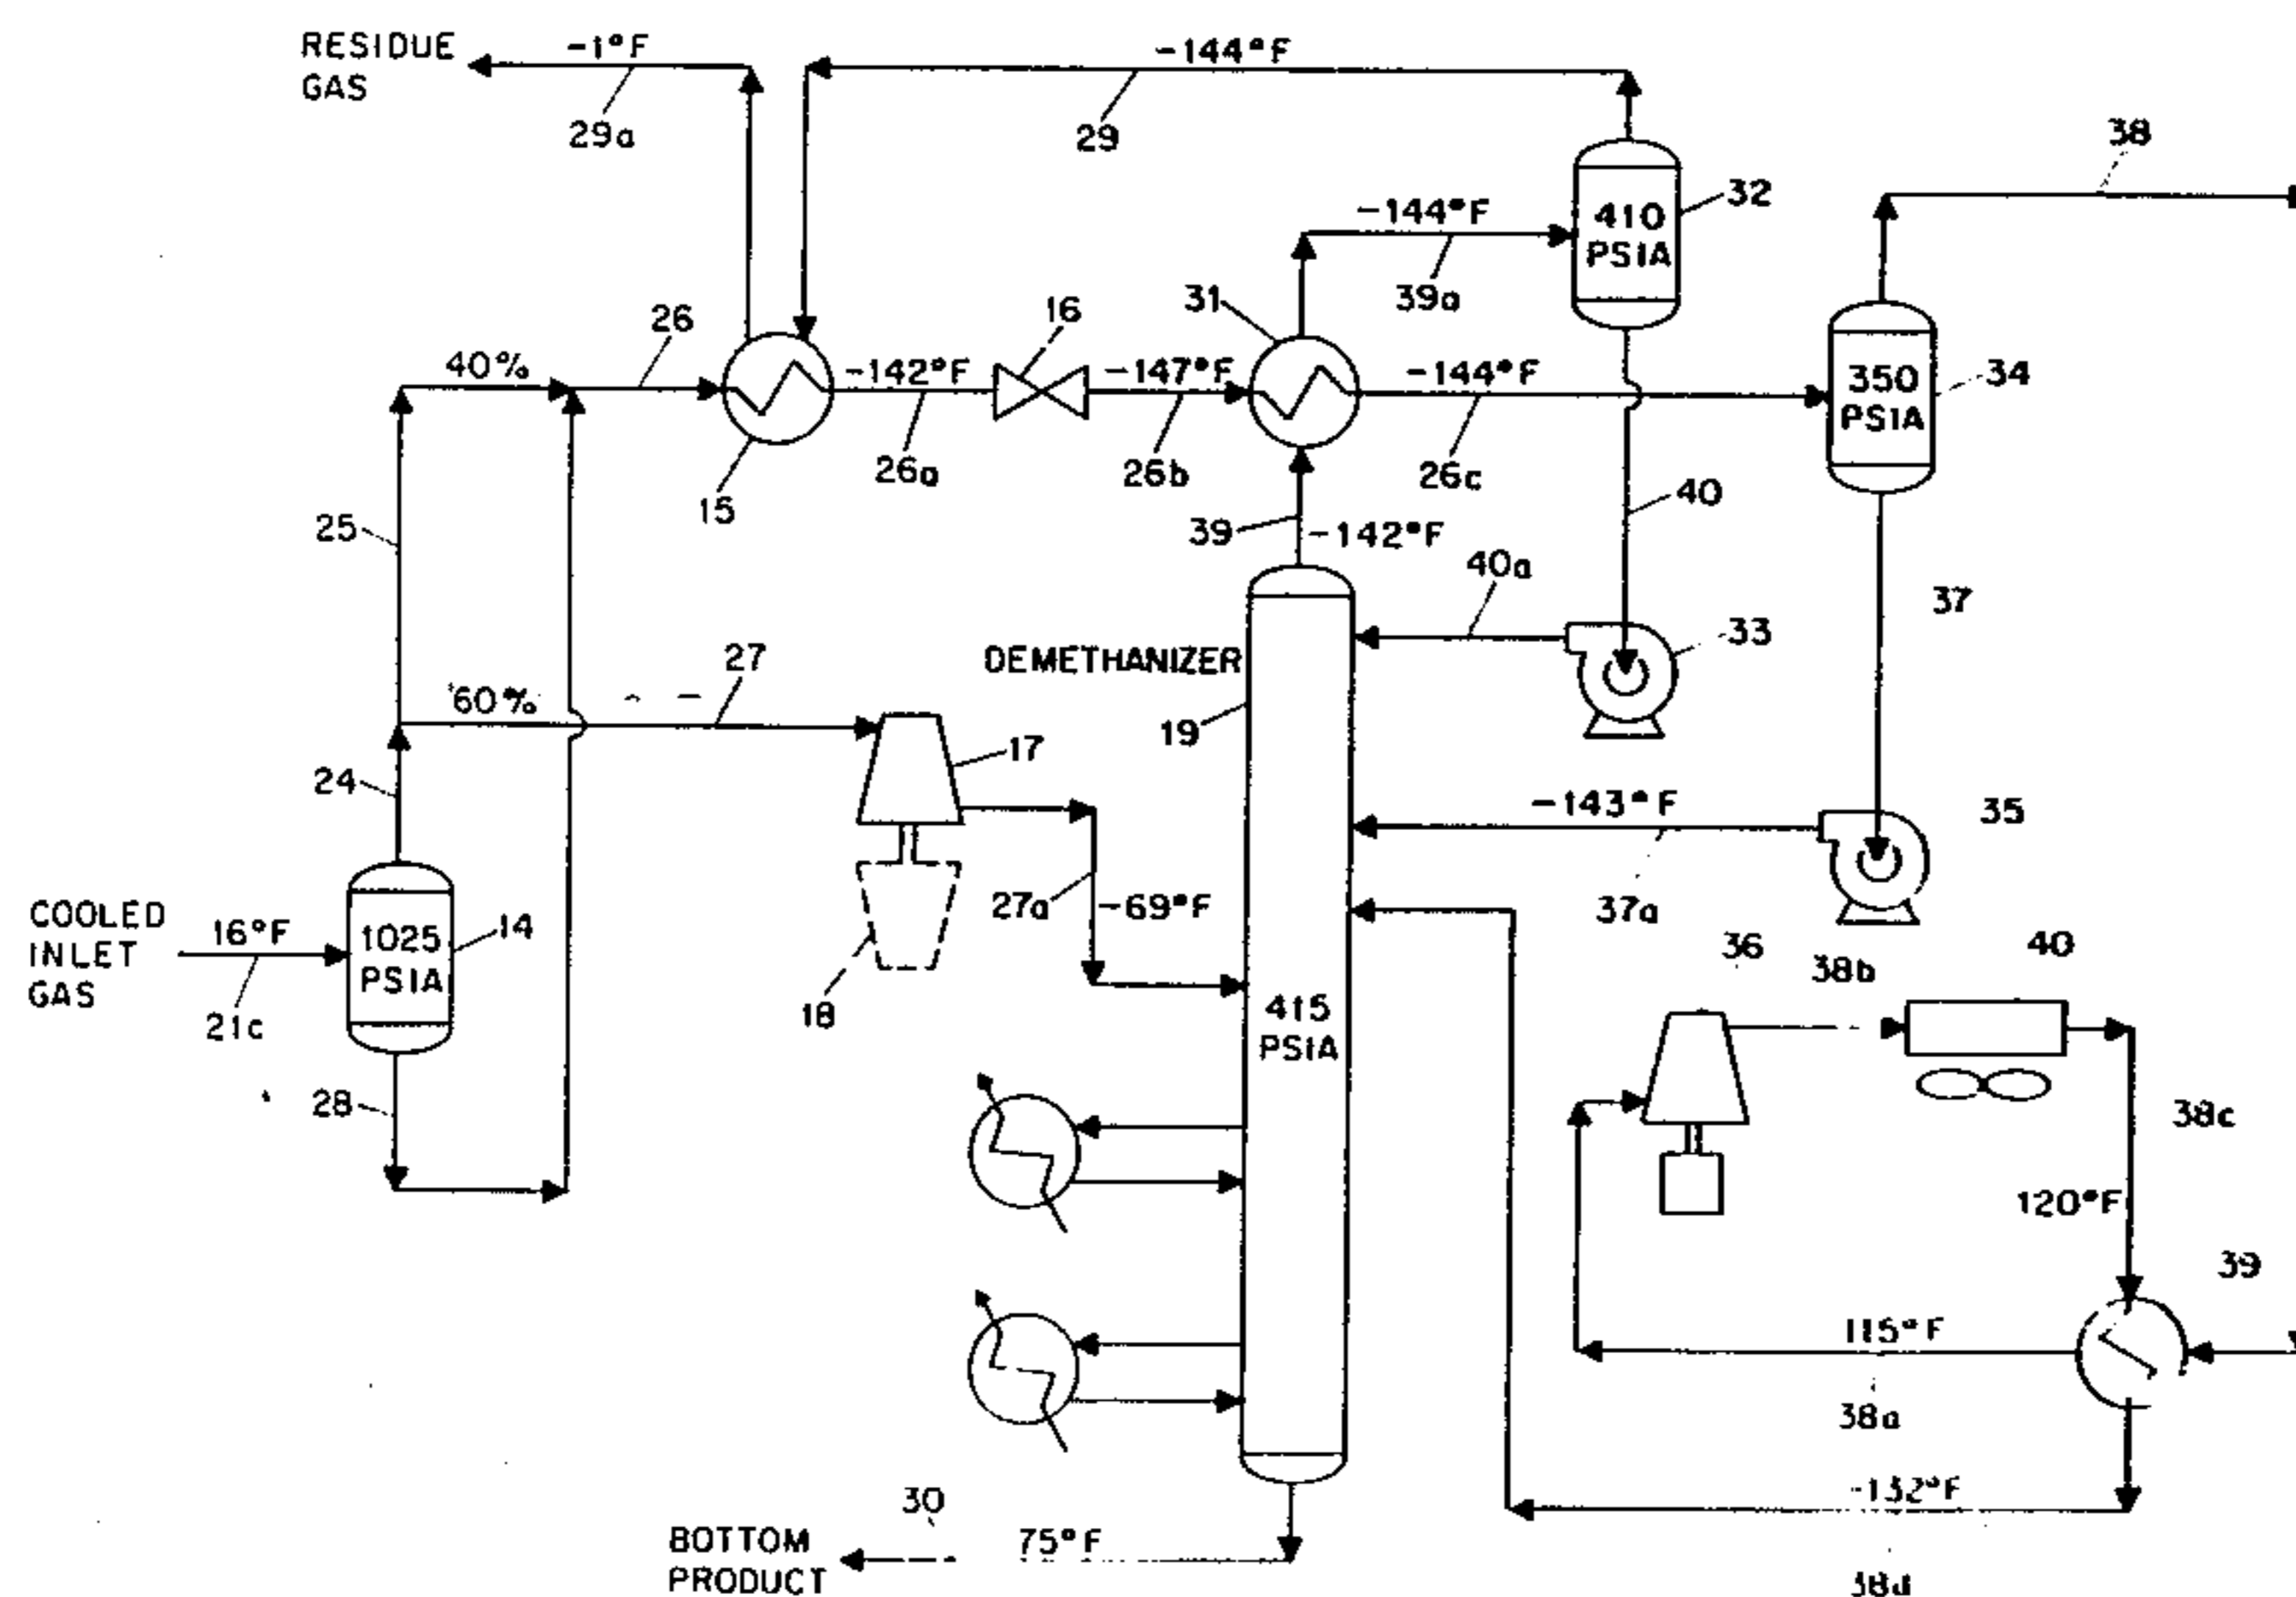 RESIDUE
GAS
-1°F
29a
-144°F
29
38
410
PSIA
32
-144°F
39a
31
16
350
PSIA
34
40%
26
-142°F
-147°F
-144°F
26a
26b
26c
15
25
39
-142°F
40
40a
37
33
DEMETHANIZER
27
60%
19
17
24
-143°F
35
37a
27a
-69°F
COOLED
INLET
GAS
16°F
21c
1025
PSIA
14
18
415
PSIA
36
38b
40
28
38c
120°F
39
115°F
38a
-132°F
38d
30
75°F
BOTTOM
PRODUCT